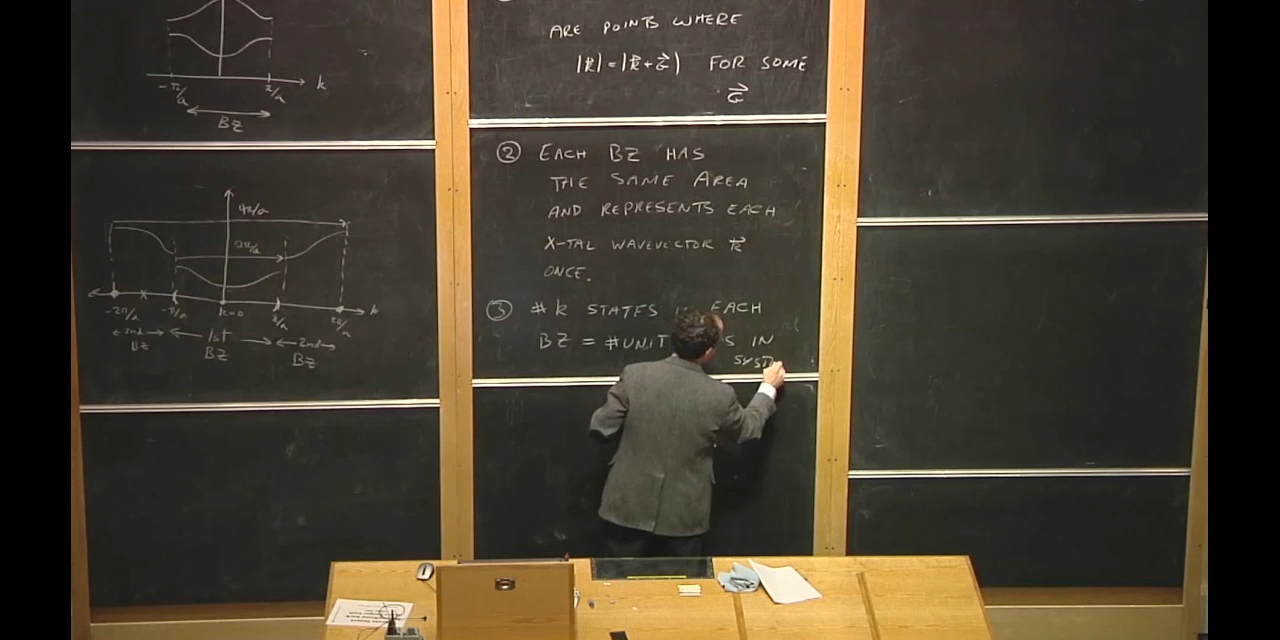 k
-π/a
π/a
BZ
4π/a
2π/a
k
-2π/a
-π/a
k=0
π/a
2π/a
2nd
BZ
1st
BZ
2nd
BZ
ARE POINTS WHERE
|k⃗| = |k⃗+G⃗| FOR SOME
G⃗
② EACH BZ HAS
THE SAME AREA
AND REPRESENTS EACH
X-TAL WAVEVECTOR k⃗
ONCE.
③ #k STATES EACH
BZ = #UNIT IN